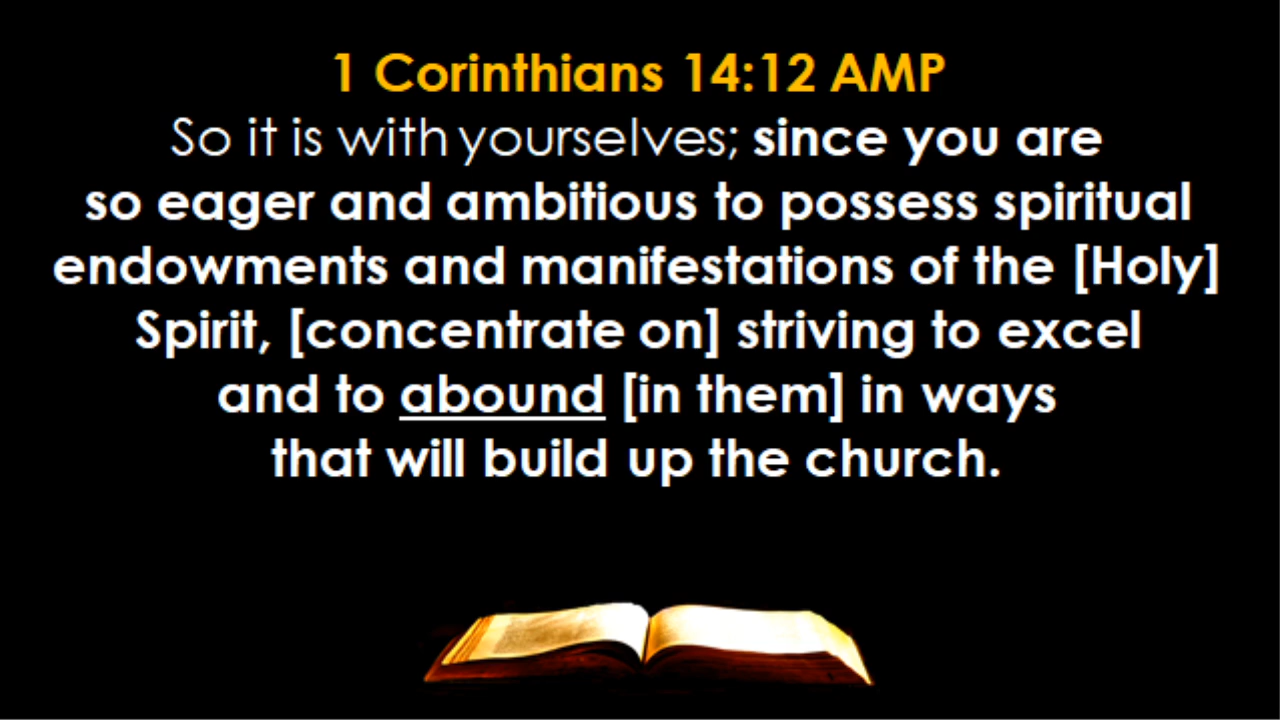 1 Corinthians 14:12 AMP
So it is with yourselves; since you are
so eager and ambitious to possess spiritual
endowments and manifestations of the [Holy]
Spirit, [concentrate on] striving to excel
and to abound [in them] in ways
that will build up the church.